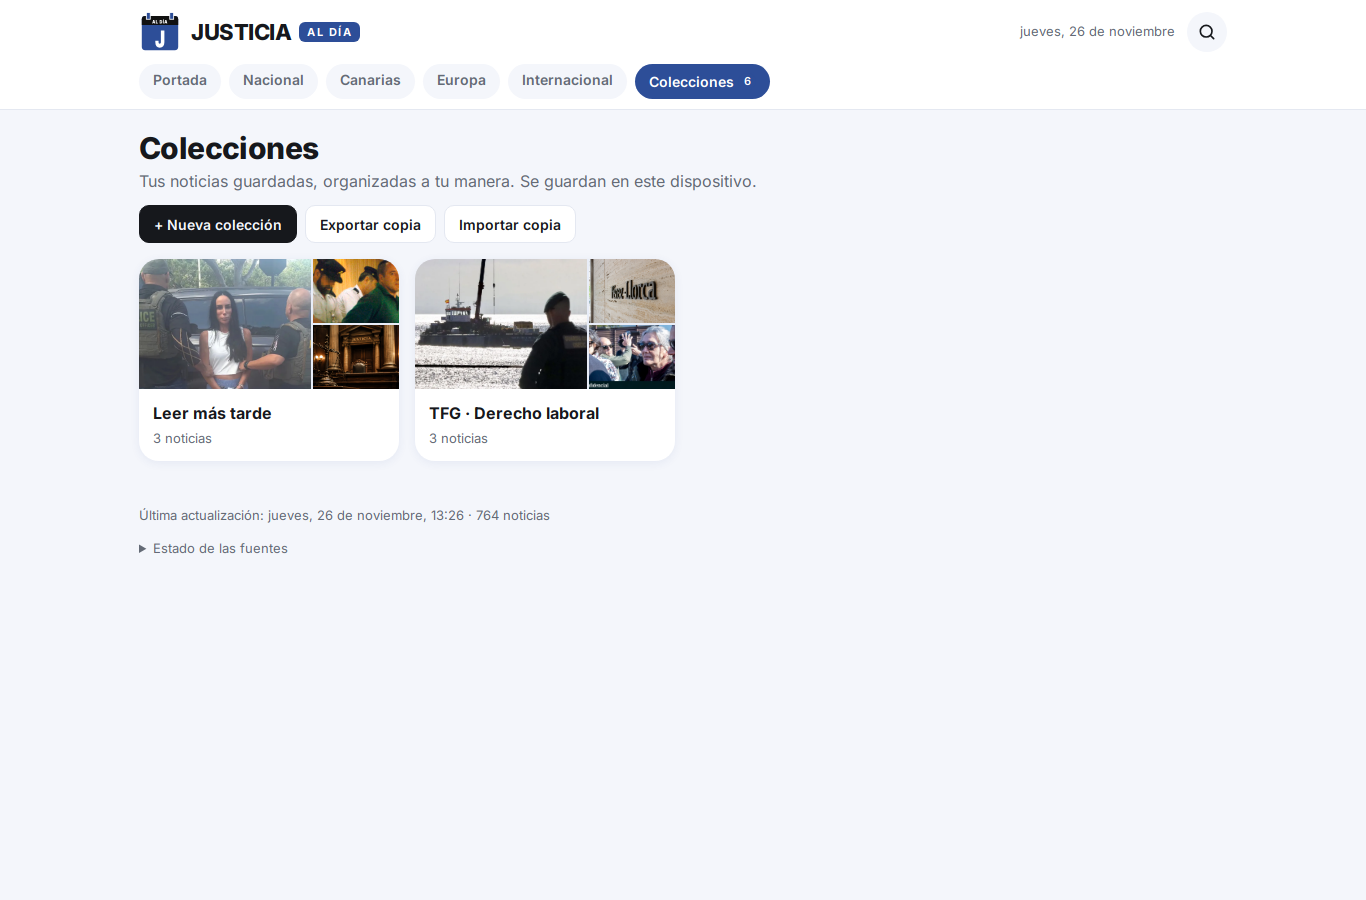 AL DÍA
J
JUSTICIA AL DÍA
jueves, 26 de noviembre
Portada
Nacional
Canarias
Europa
Internacional
Colecciones 6
Colecciones
Tus noticias guardadas, organizadas a tu manera. Se guardan en este dispositivo.
+ Nueva colección
Exportar copia
Importar copia
ICE
Leer más tarde
3 noticias
TFG · Derecho laboral
3 noticias
Última actualización: jueves, 26 de noviembre, 13:26 · 764 noticias
Estado de las fuentes